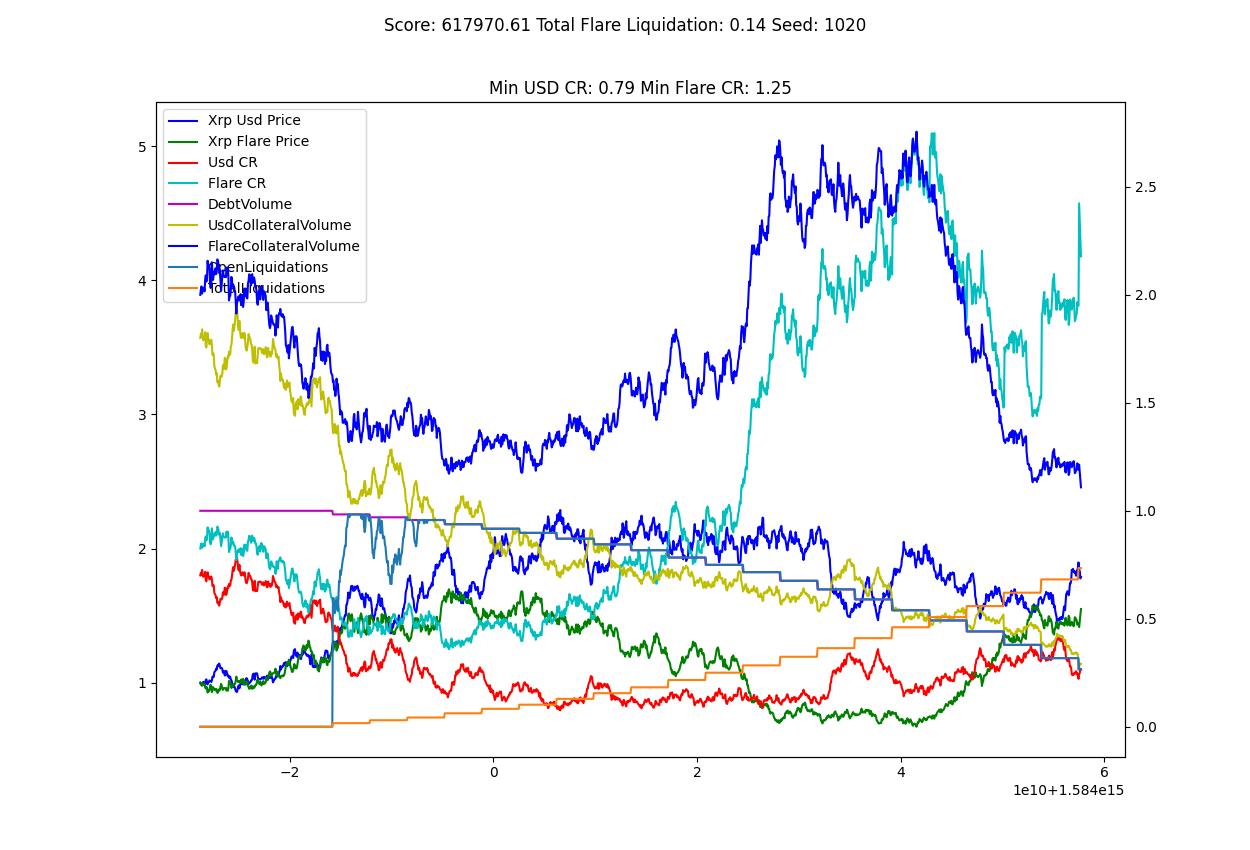 Score: 617970.61 Total Flare Liquidation: 0.14 Seed: 1020
Min USD CR: 0.79 Min Flare CR: 1.25
Xrp Usd Price
Xrp Flare Price
Usd CR
Flare CR
DebtVolume
UsdCollateralVolume
FlareCollateralVolume
OpenLiquidations
TotalLiquidations
5
4
3
2
1
2.5
2.0
1.5
1.0
0.5
0.0
−2 0 2 4 6
1e10+1.584e15